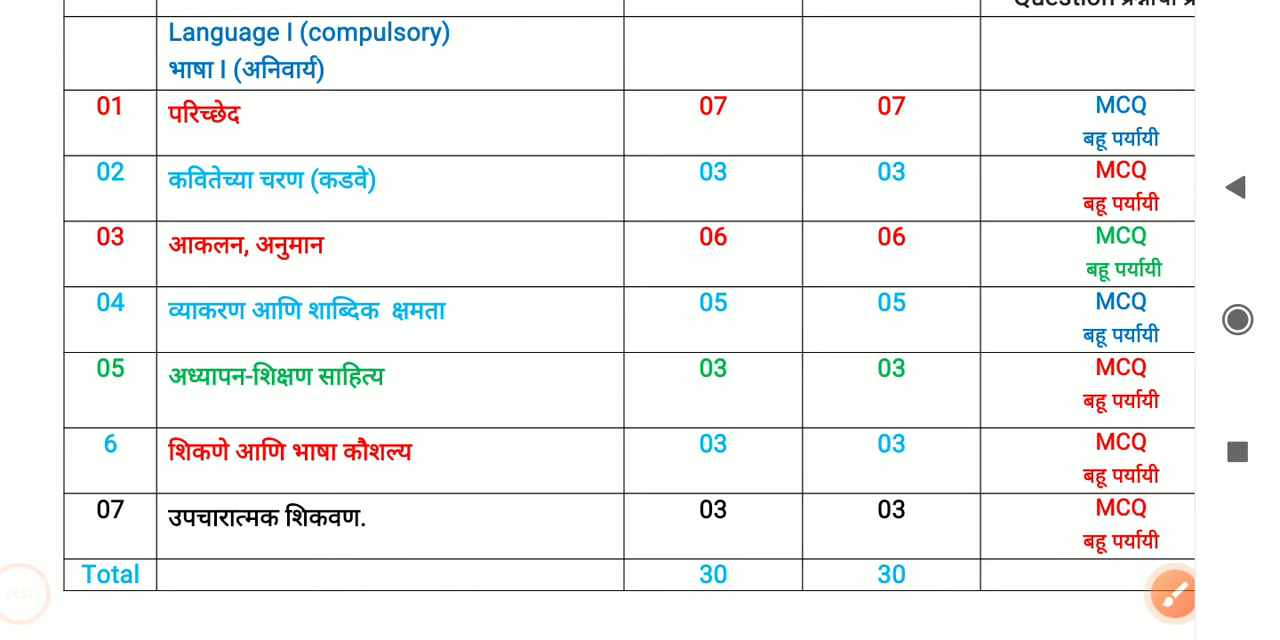 Question
Language I (compulsory)
भाषा I (अनिवार्य)
01 परिच्छेद 07 07 MCQ
बहू पर्यायी
02 कवितेच्या चरण (कडवे) 03 03 MCQ
बहू पर्यायी
03 आकलन, अनुमान 06 06 MCQ
बहू पर्यायी
04 व्याकरण आणि शाब्दिक क्षमता 05 05 MCQ
बहू पर्यायी
05 अध्यापन-शिक्षण साहित्य 03 03 MCQ
बहू पर्यायी
6 शिकणे आणि भाषा कौशल्य 03 03 MCQ
बहू पर्यायी
07 उपचारात्मक शिकवण. 03 03 MCQ
बहू पर्यायी
Total 30 30